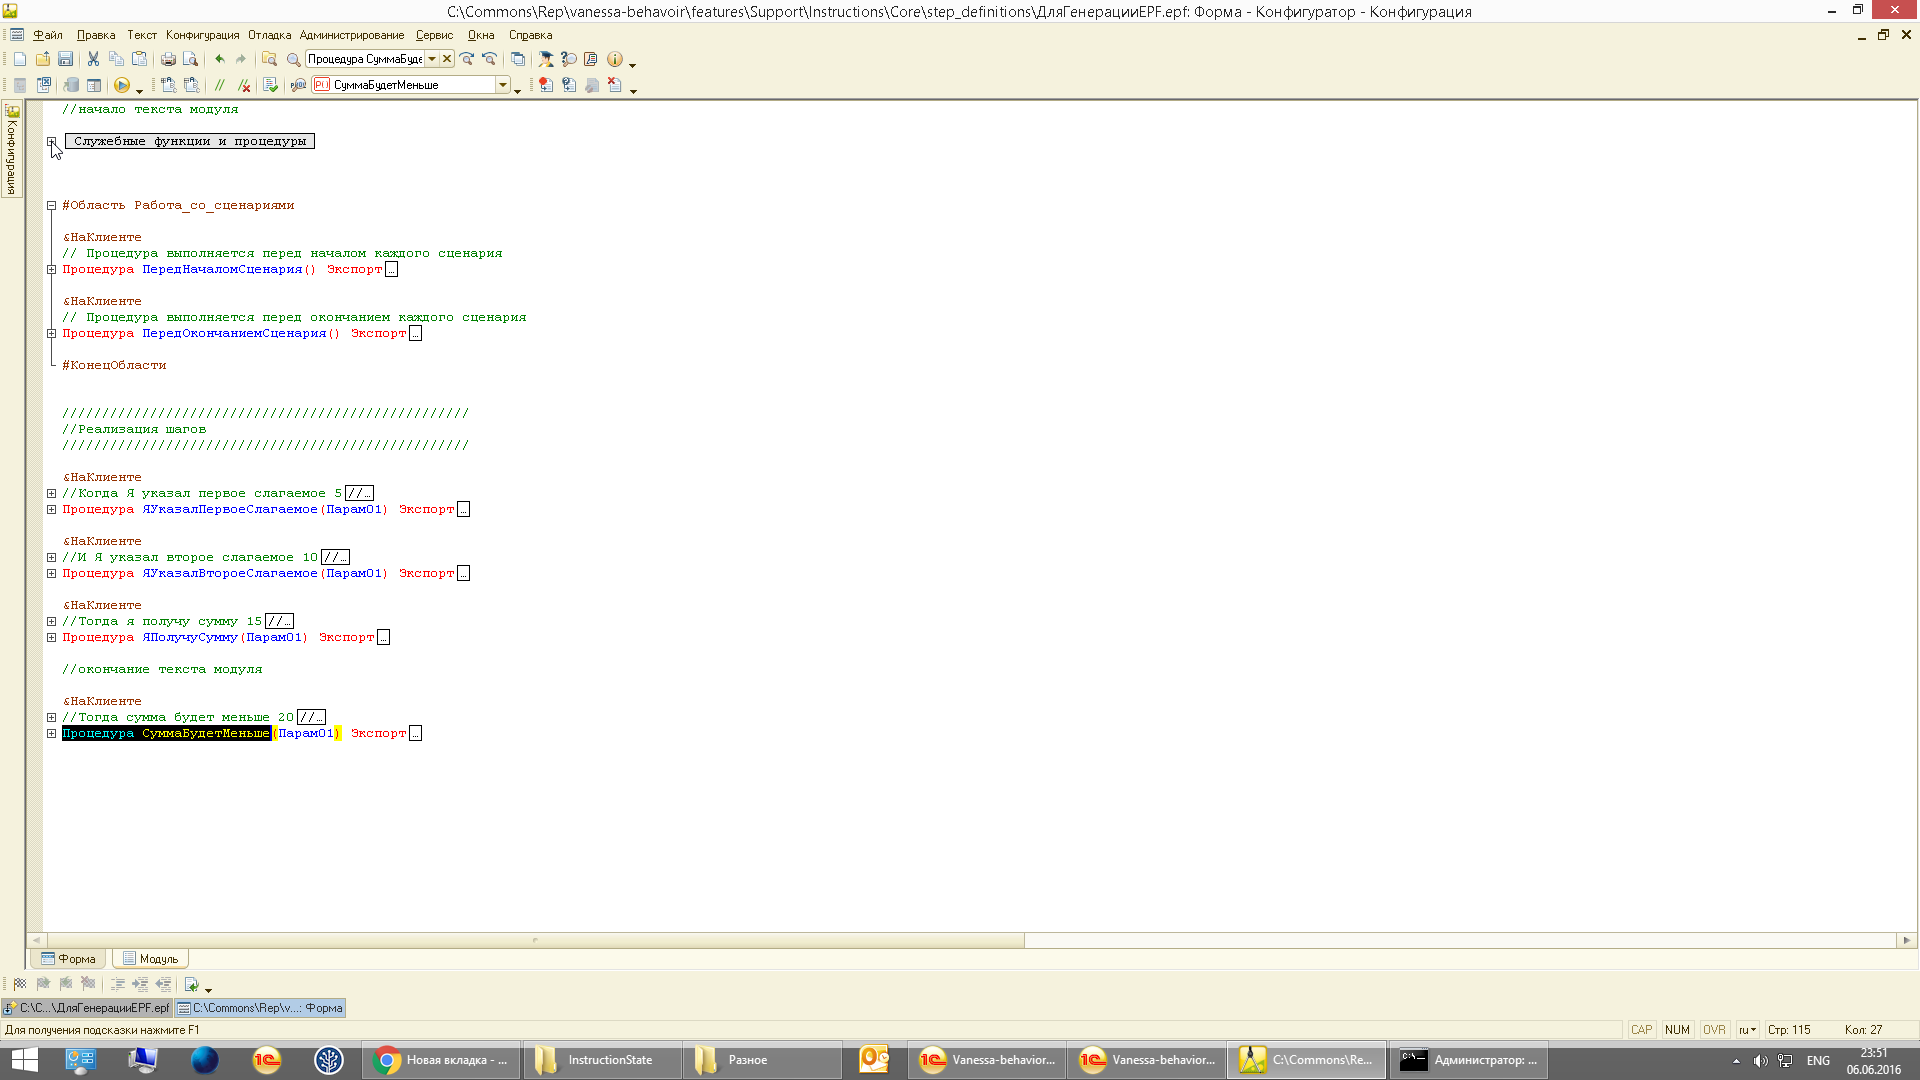 C:\Commons\Rep\vanessa-behavoir\features\Support\Instructions\Core\step_definitions\ДляГенерацииEPF.epf: Форма - Конфигуратор - Конфигурация
Файл Правка Текст Конфигурация Отладка Администрирование Сервис Окна Справка
Процедура СуммаБуде
СуммаБудетМеньше
Конфигурация
//начало текста модуля
Служебные функции и процедуры
#Область Работа_со_сценариями
&НаКлиенте
// Процедура выполняется перед началом каждого сценария
Процедура ПередНачаломСценария() Экспорт...
&НаКлиенте
// Процедура выполняется перед окончанием каждого сценария
Процедура ПередОкончаниемСценария() Экспорт...
#КонецОбласти
///////////////////////////////////////////////////
//Реализация шагов
///////////////////////////////////////////////////
&НаКлиенте
//Когда Я указал первое слагаемое 5//...
Процедура ЯУказалПервоеСлагаемое(Парам01) Экспорт...
&НаКлиенте
//И Я указал второе слагаемое 10//...
Процедура ЯУказалВтороеСлагаемое(Парам01) Экспорт...
&НаКлиенте
//Тогда я получу сумму 15//...
Процедура ЯПолучуСумму(Парам01) Экспорт...
//окончание текста модуля
&НаКлиенте
//Тогда сумма будет меньше 20//...
Процедура СуммаБудетМеньше(Парам01) Экспорт...
Форма Модуль
C:\C...\ДляГенерацииEPF.epf C:\Commons\Rep\v...: Форма
Для получения подсказки нажмите F1 CAP NUM OVR ru Стр: 115 Кол: 27
Новая вкладка - ... InstructionState Разное Vanessa-behavior... Vanessa-behavior... C:\Commons\Re... Администратор: ... ENG 23:51
06.06.2016